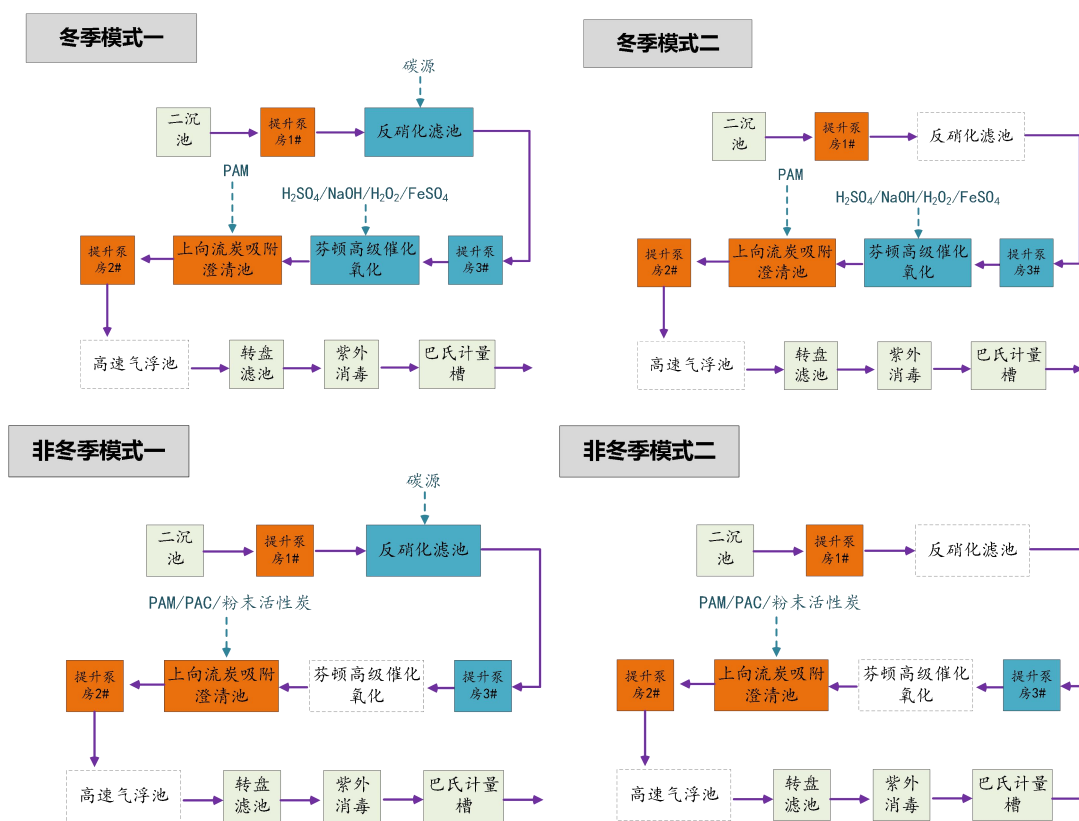 冬季模式一
碳源
二沉
池
提升泵
房1#
反硝化滤池
PAM
H₂SO₄/NaOH/H₂O₂/FeSO₄
提升泵
房2#
上向流炭吸附
澄清池
芬顿高级催化
氧化
提升泵
房3#
高速气浮池
转盘
滤池
紫外
消毒
巴氏计量
槽
冬季模式二
二沉
池
提升泵
房1#
反硝化滤池
PAM
H₂SO₄/NaOH/H₂O₂/FeSO₄
提升泵
房2#
上向流炭吸附
澄清池
芬顿高级催化
氧化
提升泵
房3#
高速气浮池
转盘
滤池
紫外
消毒
巴氏计量
槽
非冬季模式一
碳源
二沉
池
提升泵
房1#
反硝化滤池
PAM/PAC/粉末活性炭
提升泵
房2#
上向流炭吸附
澄清池
芬顿高级催化
氧化
提升泵
房3#
高速气浮池
转盘
滤池
紫外
消毒
巴氏计量
槽
非冬季模式二
二沉
池
提升泵
房1#
反硝化滤池
PAM/PAC/粉末活性炭
提升泵
房2#
上向流炭吸附
澄清池
芬顿高级催化
氧化
提升泵
房3#
高速气浮池
转盘
滤池
紫外
消毒
巴氏计量
槽